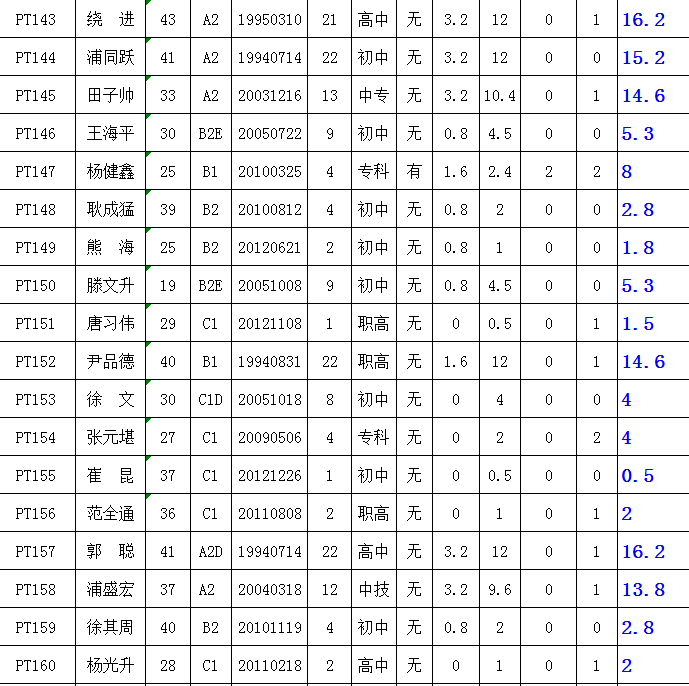 PT143 绕 进 43 A2 19950310 21 高中 无 3.2 12 0 1 16.2
PT144 浦同跃 41 A2 19940714 22 初中 无 3.2 12 0 0 15.2
PT145 田子帅 33 A2 20031216 13 中专 无 3.2 10.4 0 1 14.6
PT146 王海平 30 B2E 20050722 9 初中 无 0.8 4.5 0 0 5.3
PT147 杨健鑫 25 B1 20100325 4 专科 有 1.6 2.4 2 2 8
PT148 耿成猛 39 B2 20100812 4 初中 无 0.8 2 0 0 2.8
PT149 熊 海 25 B2 20120621 2 初中 无 0.8 1 0 0 1.8
PT150 滕文升 19 B2E 20051008 9 初中 无 0.8 4.5 0 0 5.3
PT151 唐习伟 29 C1 20121108 1 职高 无 0 0.5 0 1 1.5
PT152 尹品德 40 B1 19940831 22 职高 无 1.6 12 0 1 14.6
PT153 徐 文 30 C1D 20051018 8 初中 无 0 4 0 0 4
PT154 张元堪 27 C1 20090506 4 专科 无 0 2 0 2 4
PT155 崔 昆 37 C1 20121226 1 初中 无 0 0.5 0 0 0.5
PT156 范全通 36 C1 20110808 2 职高 无 0 1 0 1 2
PT157 郭 聪 41 A2D 19940714 22 高中 无 3.2 12 0 1 16.2
PT158 浦盛宏 37 A2 20040318 12 中技 无 3.2 9.6 0 1 13.8
PT159 徐其周 40 B2 20101119 4 初中 无 0.8 2 0 0 2.8
PT160 杨光升 28 C1 20110218 2 高中 无 0 1 0 1 2